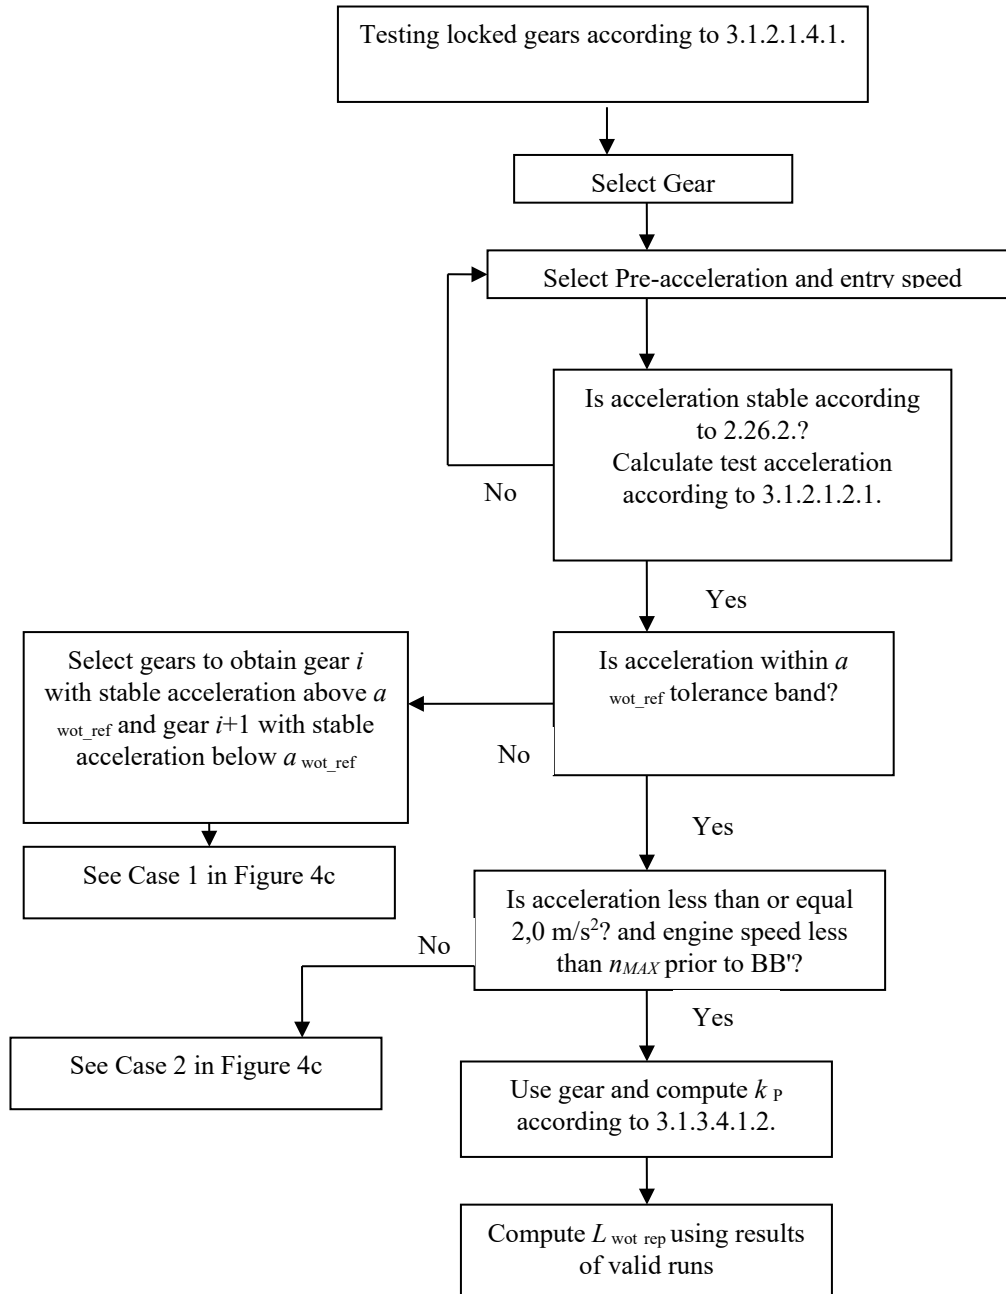 Testing locked gears according to 3.1.2.1.4.1.
Select Gear
Select Pre-acceleration and entry speed
Is acceleration stable according
to 2.26.2.?
Calculate test acceleration
according to 3.1.2.1.2.1.
No
Yes
Select gears to obtain gear i
with stable acceleration above a
wot_ref and gear i+1 with stable
acceleration below a wot_ref
Is acceleration within a
wot_ref tolerance band?
No
Yes
See Case 1 in Figure 4c
Is acceleration less than or equal
2,0 m/s²? and engine speed less
than nMAX prior to BB'?
No
Yes
See Case 2 in Figure 4c
Use gear and compute k P
according to 3.1.3.4.1.2.
Compute L wot rep using results
of valid runs